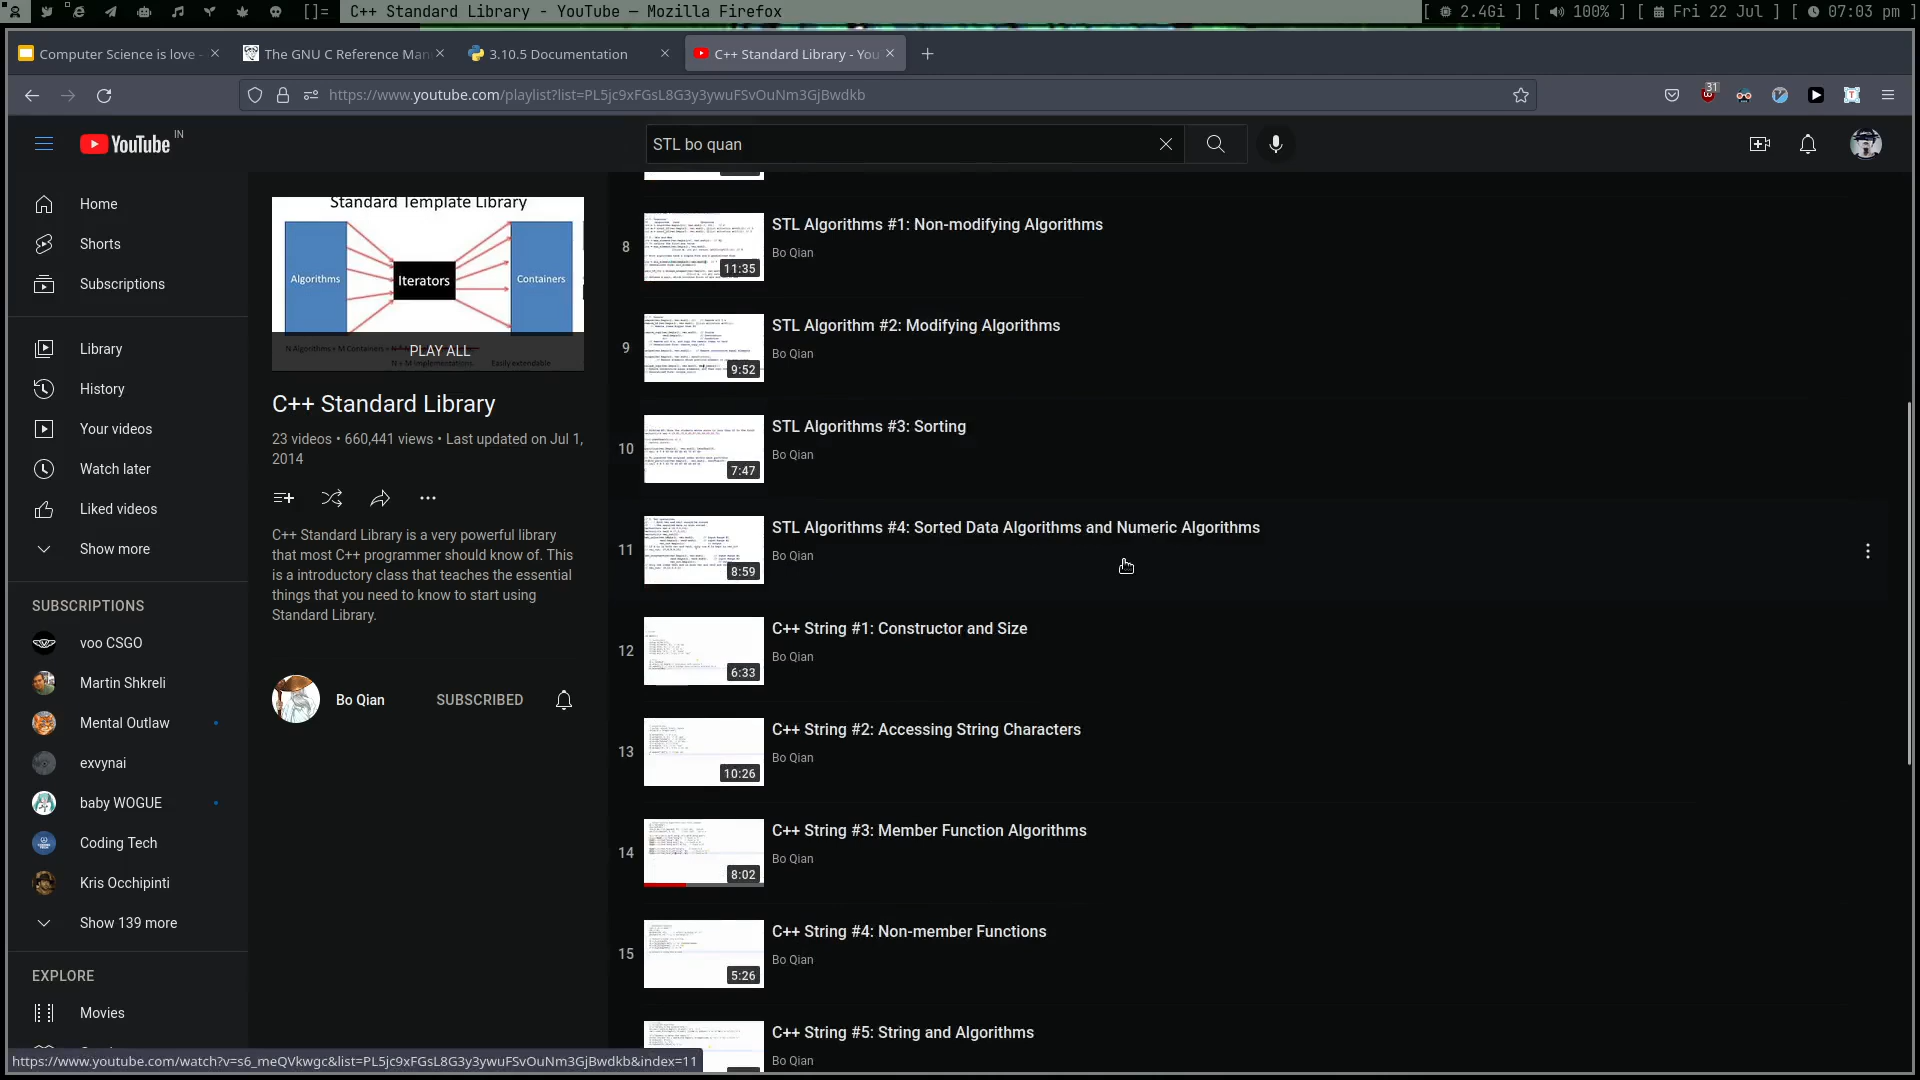 []= C++ Standard Library - YouTube — Mozilla Firefox [ 2.4Gi ] [ 100% ] [ Fri 22 Jul ] [ 07:03 pm ]
Computer Science is love - The GNU C Reference Man 3.10.5 Documentation C++ Standard Library - You
https://www.youtube.com/playlist?list=PL5jc9xFGsL8G3y3ywuFSvOuNm3GjBwdkb 31
YouTube IN
STL bo quan
Home
Shorts
Subscriptions
Library
History
Your videos
Watch later
Liked videos
Show more
SUBSCRIPTIONS
voo CSGO
Martin Shkreli
Mental Outlaw
exvynai
baby WOGUE
Coding Tech
Kris Occhipinti
Show 139 more
EXPLORE
Movies
Standard Template Library
Algorithms
Iterators
Containers
PLAY ALL
N + M implementations Easily extendable
C++ Standard Library
23 videos • 660,441 views • Last updated on Jul 1,
2014
C++ Standard Library is a very powerful library
that most C++ programmer should know of. This
is a introductory class that teaches the essential
things that you need to know to start using
Standard Library.
Bo Qian SUBSCRIBED
8
11:35
STL Algorithms #1: Non-modifying Algorithms
Bo Qian
9
9:52
STL Algorithm #2: Modifying Algorithms
Bo Qian
10
7:47
STL Algorithms #3: Sorting
Bo Qian
11
8:59
STL Algorithms #4: Sorted Data Algorithms and Numeric Algorithms
Bo Qian
12
6:33
C++ String #1: Constructor and Size
Bo Qian
13
10:26
C++ String #2: Accessing String Characters
Bo Qian
14
8:02
C++ String #3: Member Function Algorithms
Bo Qian
15
5:26
C++ String #4: Non-member Functions
Bo Qian
C++ String #5: String and Algorithms
Bo Qian
https://www.youtube.com/watch?v=s6_meQVkwgc&list=PL5jc9xFGsL8G3y3ywuFSvOuNm3GjBwdkb&index=11